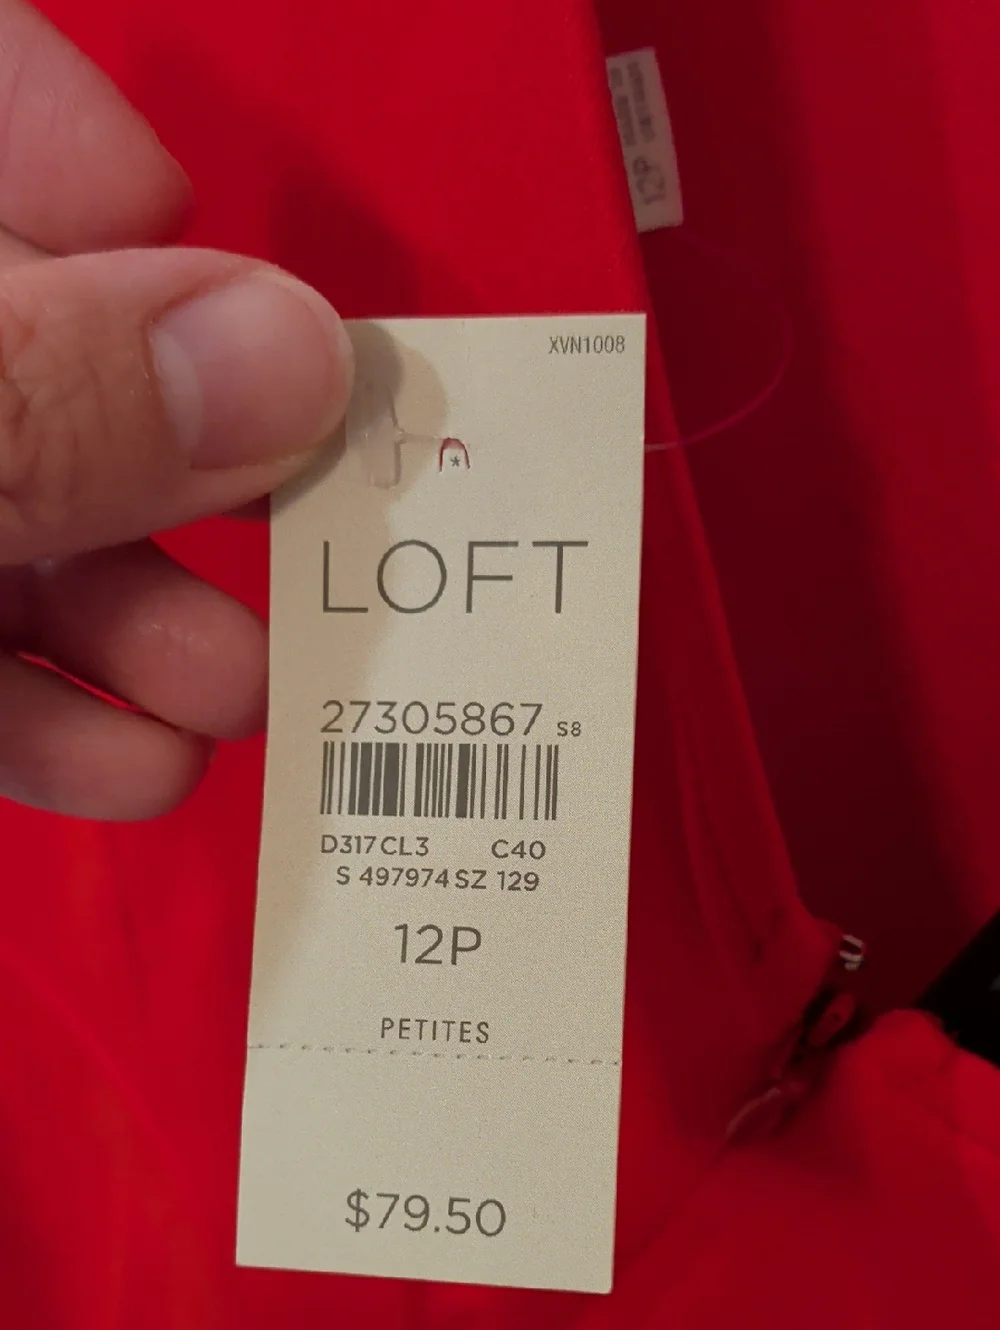 12P
XVN1008
*
LOFT
27305867 S8
D317 CL3 C40
S 497974 SZ 129
12P
PETITES
$79.50